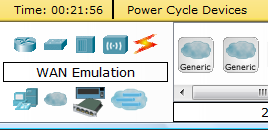 Time: 00:21:56 Power Cycle Devices
Generic Generic
WAN Emulation
2